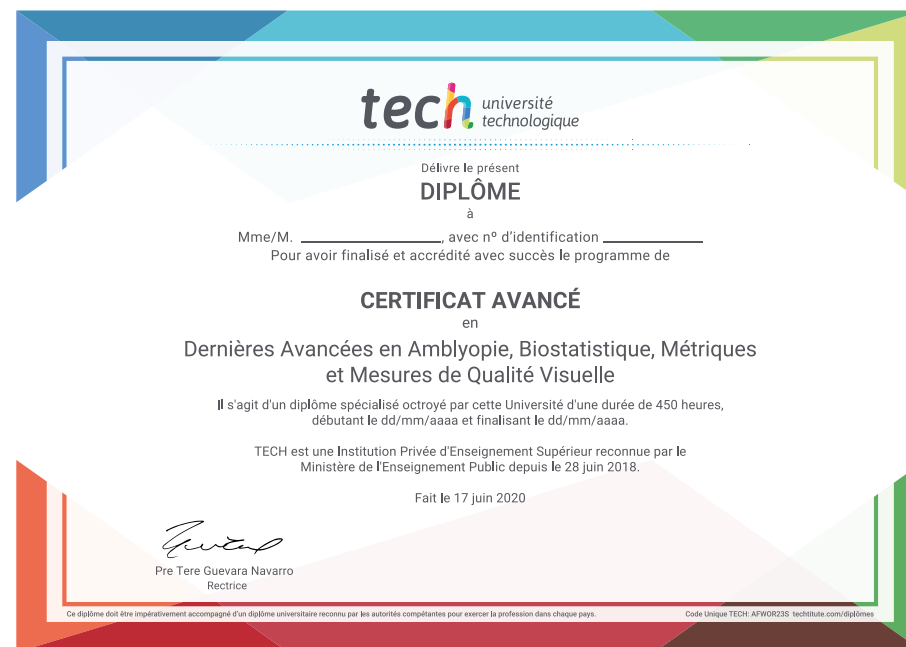 tech université
technologique
Délivre le présent
DIPLÔME
à
Mme/M. ____________________, avec nº d'identification ______________
Pour avoir finalisé et accrédité avec succès le programme de
CERTIFICAT AVANCÉ
en
Dernières Avancées en Amblyopie, Biostatistique, Métriques
et Mesures de Qualité Visuelle
Il s'agit d'un diplôme spécialisé octroyé par cette Université d'une durée de 450 heures,
débutant le dd/mm/aaaa et finalisant le dd/mm/aaaa.
TECH est une Institution Privée d'Enseignement Supérieur reconnue par le
Ministère de l'Enseignement Public depuis le 28 juin 2018.
Fait le 17 juin 2020
Pre Tere Guevara Navarro
Rectrice
Ce diplôme doit être impérativement accompagné d'un diplôme universitaire reconnu par les autorités compétentes pour exercer la profession dans chaque pays.
Code Unique TECH: AFWOR23S techtitute.com/diplômes